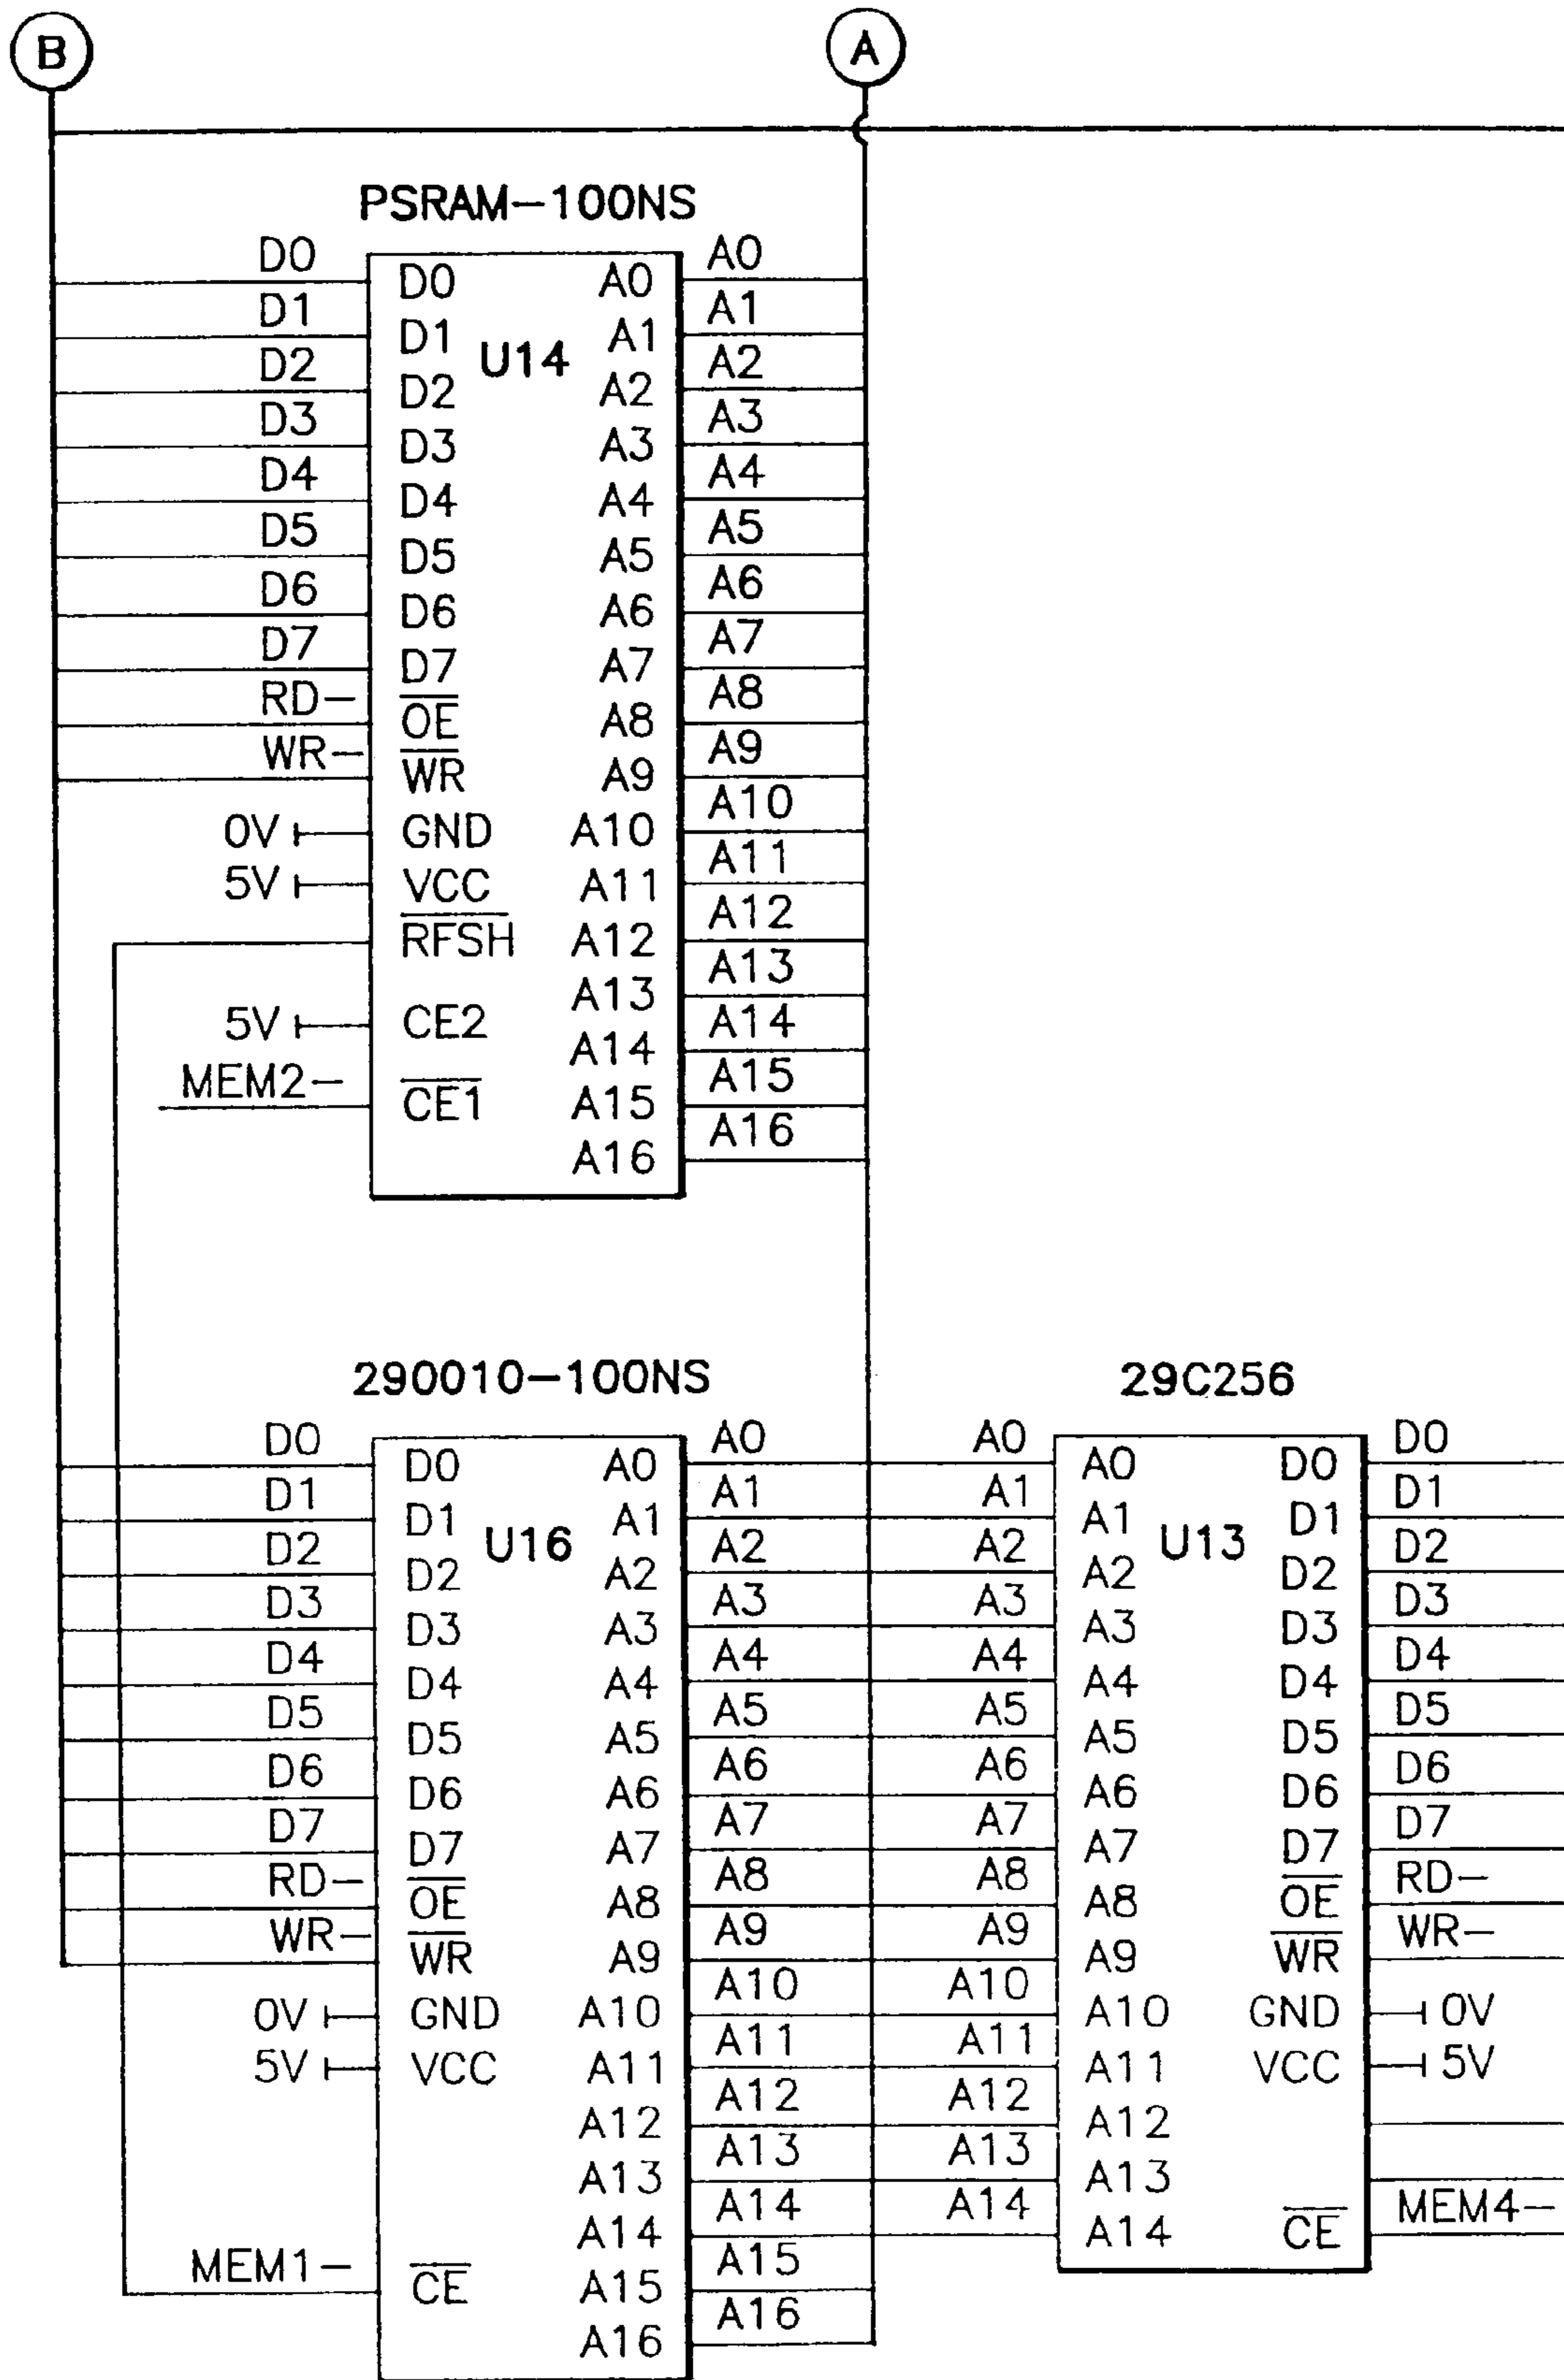 B A
PSRAM-100NS
D0 D0 A0 A0
D1 D1 U14 A1 A1
D2 D2 A2 A2
D3 D3 A3 A3
D4 D4 A4 A4
D5 D5 A5 A5
D6 D6 A6 A6
D7 D7 A7 A7
RD- OE A8 A8
WR- WR A9 A9
0V GND A10 A10
5V VCC A11 A11
RFSH A12 A12
A13 A13
5V CE2 A14 A14
MEM2- CE1 A15 A15
A16 A16
290010-100NS 29C256
D0 D0 A0 A0 A0 A0 D0 D0
D1 D1 U16 A1 A1 A1 A1 U13 D1 D1
D2 D2 A2 A2 A2 A2 D2 D2
D3 D3 A3 A3 A3 A3 D3 D3
D4 D4 A4 A4 A4 A4 D4 D4
D5 D5 A5 A5 A5 A5 D5 D5
D6 D6 A6 A6 A6 A6 D6 D6
D7 D7 A7 A7 A7 A7 D7 D7
RD- OE A8 A8 A8 A8 OE RD-
WR- WR A9 A9 A9 A9 WR WR-
0V GND A10 A10 A10 A10 GND 0V
5V VCC A11 A11 A11 A11 VCC 5V
A12 A12 A12 A12
A13 A13 A13 A13
A14 A14 A14 A14 CE MEM4-
MEM1- CE A15 A15
A16 A16